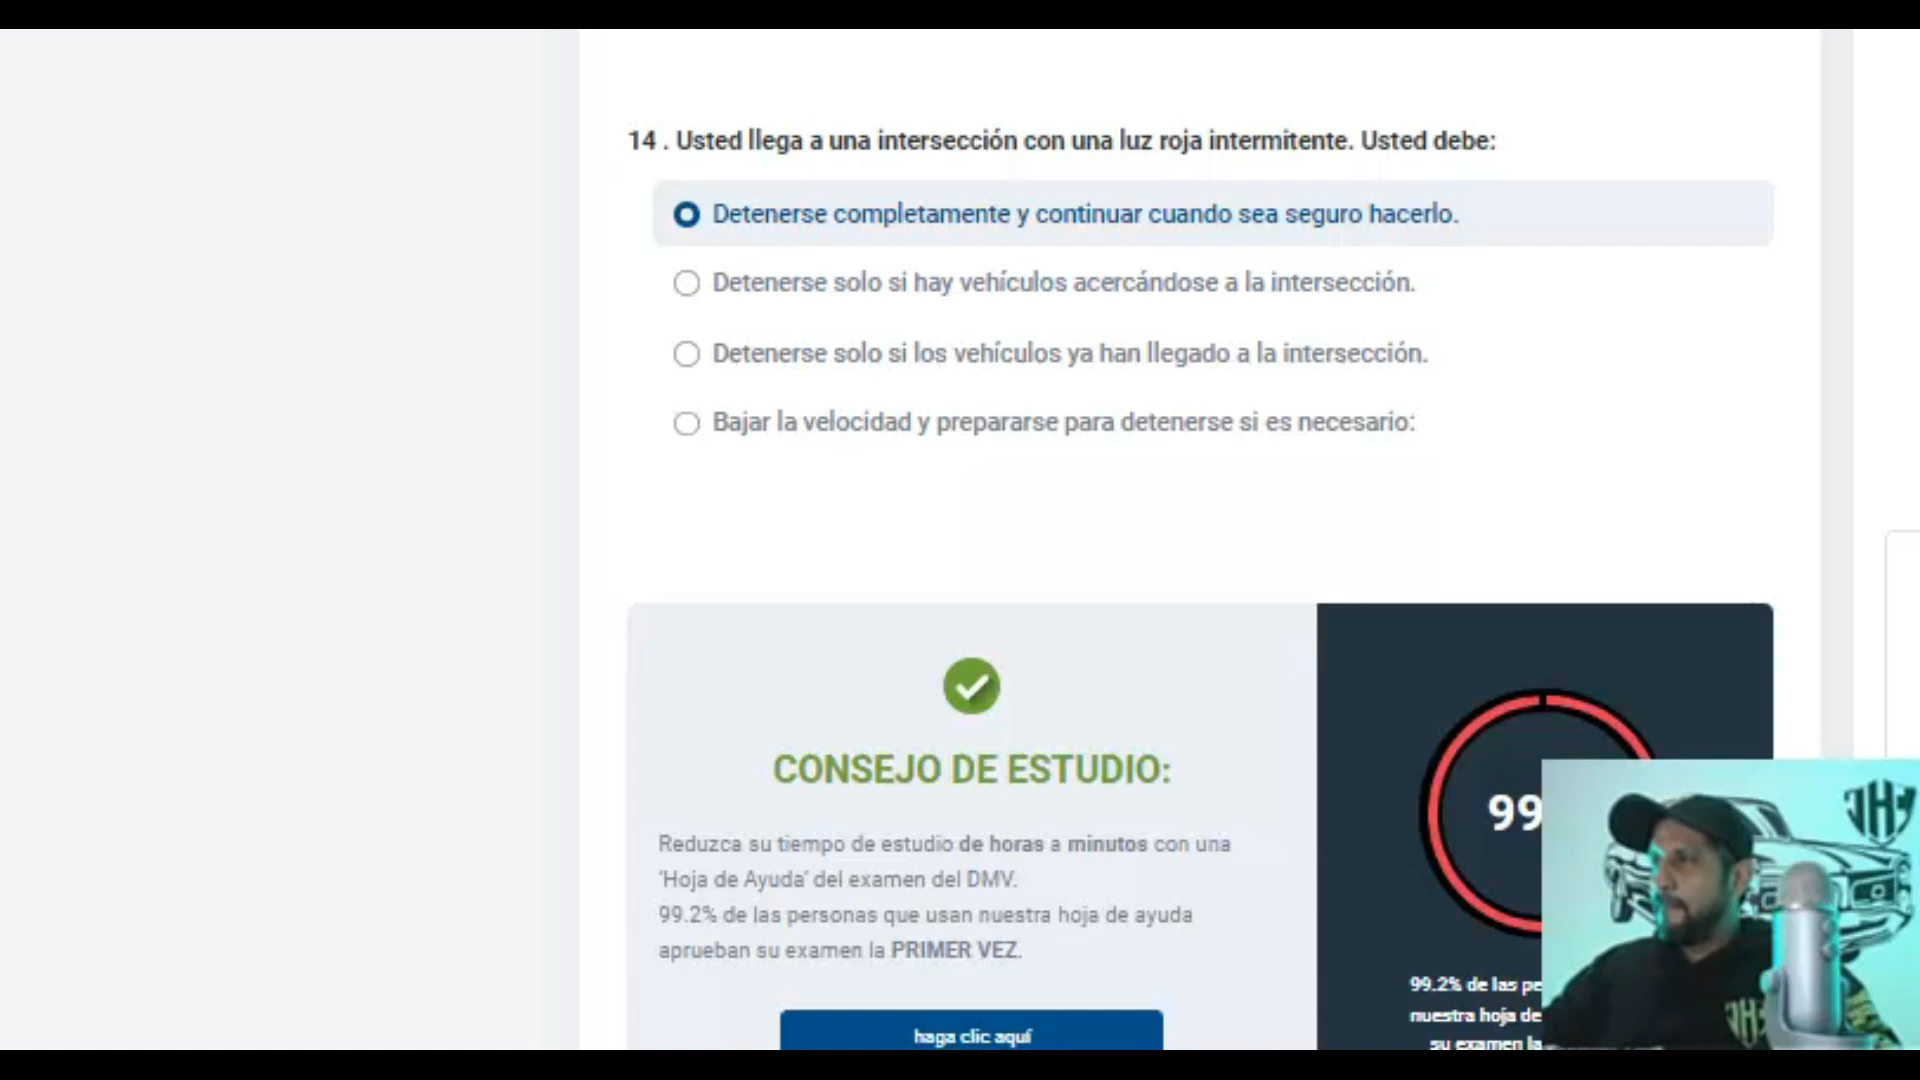 14 . Usted llega a una intersección con una luz roja intermitente. Usted debe:
Detenerse completamente y continuar cuando sea seguro hacerlo.
Detenerse solo si hay vehículos acercándose a la intersección.
Detenerse solo si los vehículos ya han llegado a la intersección.
Bajar la velocidad y prepararse para detenerse si es necesario:
CONSEJO DE ESTUDIO:
Reduzca su tiempo de estudio de horas a minutos con una
'Hoja de Ayuda' del examen del DMV.
99.2% de las personas que usan nuestra hoja de ayuda
aprueban su examen la PRIMER VEZ.
haga clic aquí
99
99.2% de las pe
nuestra hoja de
su examen la
JHS